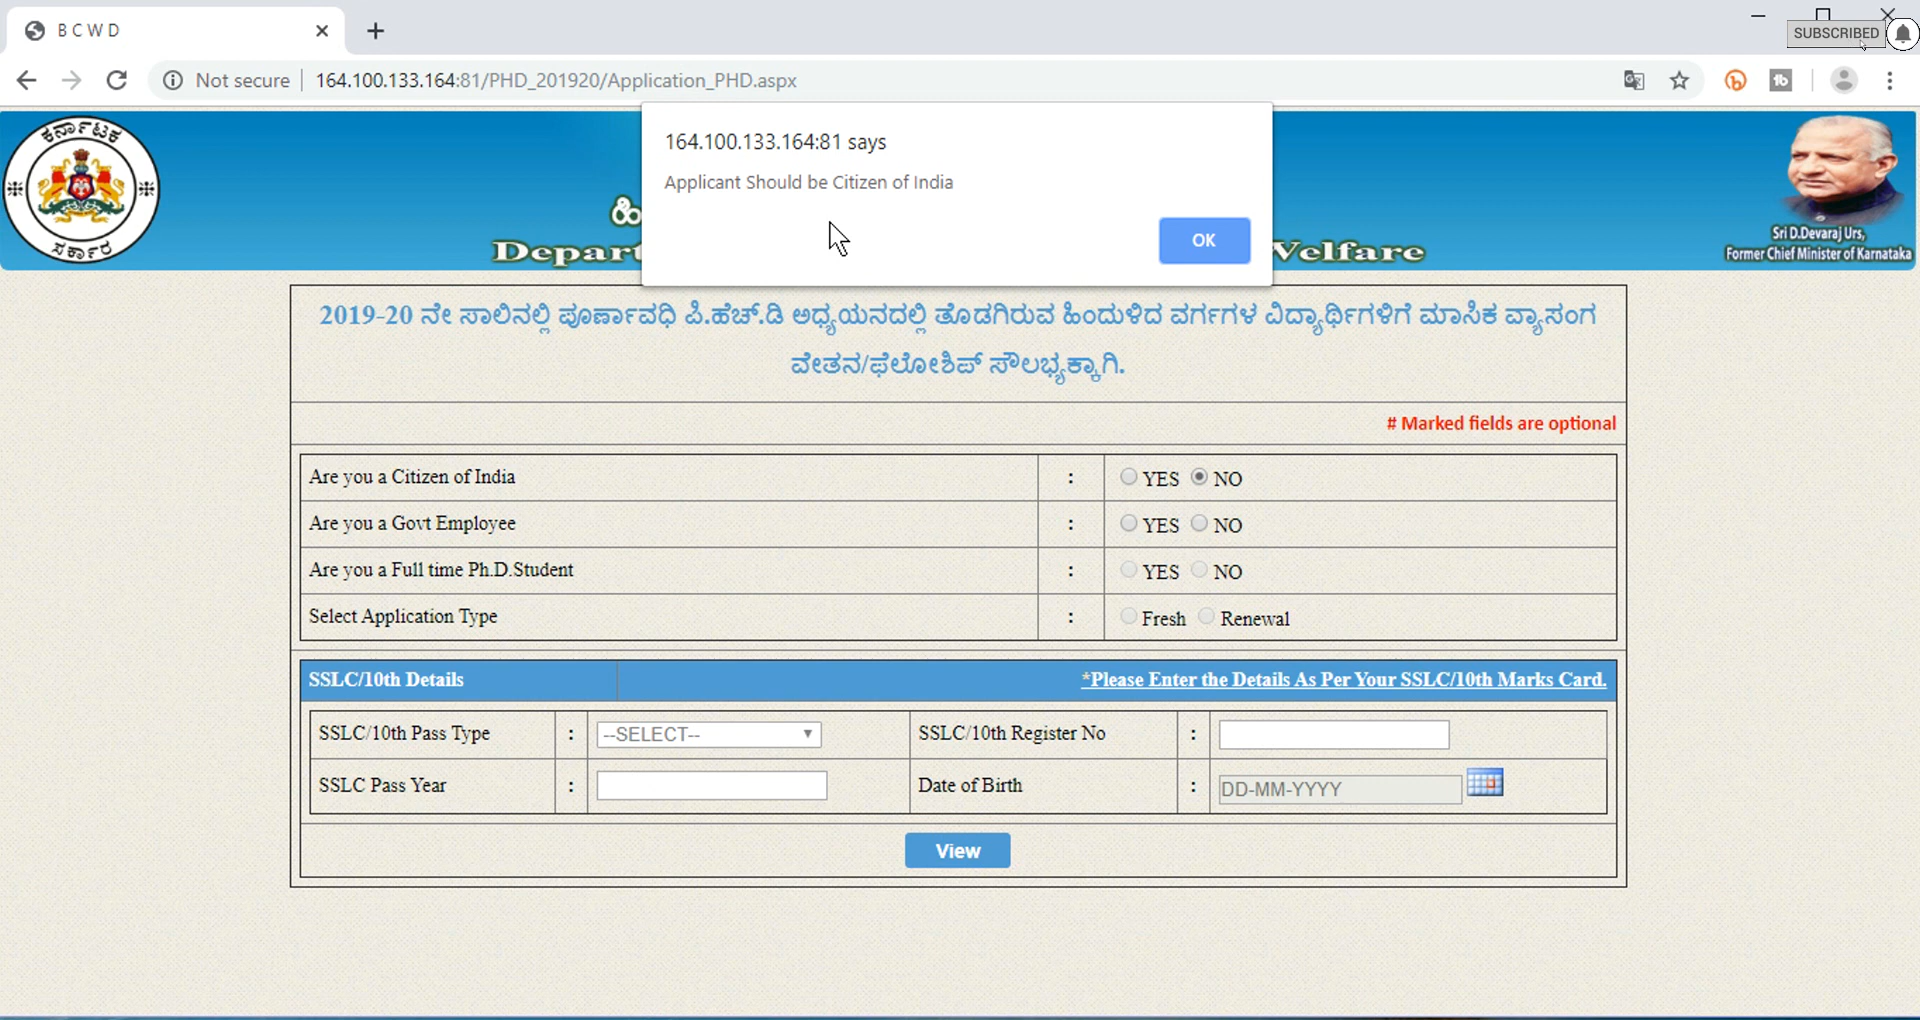 B C W D
SUBSCRIBED
Not secure
164.100.133.164:81/PHD_201920/Application_PHD.aspx
164.100.133.164:81 says
Applicant Should be Citizen of India
OK
ಕರ್ನಾಟಕ
ಸರ್ಕಾರ
ಹಿ
Depart
Welfare
Sri D.Devaraj Urs,
Former Chief Minister of Karnataka
2019-20 ನೇ ಸಾಲಿನಲ್ಲಿ ಪೂರ್ಣಾವಧಿ ಪಿ.ಹೆಚ್.ಡಿ ಅಧ್ಯಯನದಲ್ಲಿ ತೊಡಗಿರುವ ಹಿಂದುಳಿದ ವರ್ಗಗಳ ವಿದ್ಯಾರ್ಥಿಗಳಿಗೆ ಮಾಸಿಕ ವ್ಯಾಸಂಗ
ವೇತನ/ಫೆಲೋಶಿಪ್ ಸೌಲಭ್ಯಕ್ಕಾಗಿ.
# Marked fields are optional
Are you a Citizen of India : YES NO
Are you a Govt Employee : YES NO
Are you a Full time Ph.D.Student : YES NO
Select Application Type : Fresh Renewal
SSLC/10th Details *Please Enter the Details As Per Your SSLC/10th Marks Card.
SSLC/10th Pass Type : --SELECT-- SSLC/10th Register No :
SSLC Pass Year : Date of Birth : DD-MM-YYYY
View